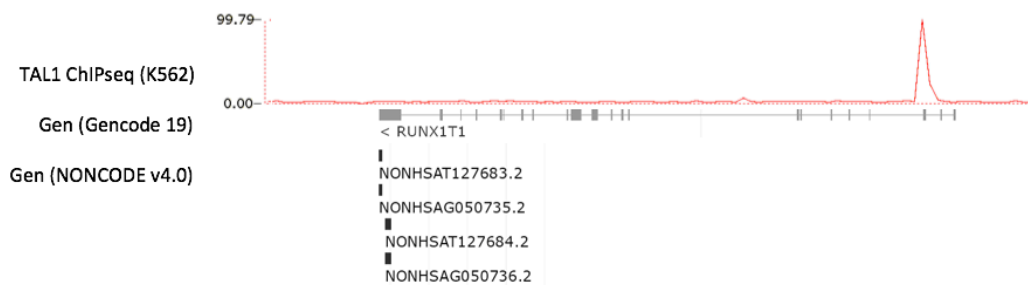 99.79
TAL1 ChIPseq (K562)
0.00
Gen (Gencode 19)
< RUNX1T1
Gen (NONCODE v4.0)
NONHSAT127683.2
NONHSAG050735.2
NONHSAT127684.2
NONHSAG050736.2